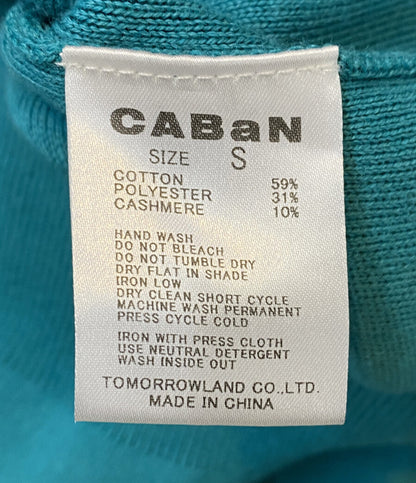 CABaN
SIZE S
COTTON 59%
POLYESTER 31%
CASHMERE 10%
HAND WASH
DO NOT BLEACH
DO NOT TUMBLE DRY
DRY FLAT IN SHADE
IRON LOW
DRY CLEAN SHORT CYCLE
MACHINE WASH PERMANENT
PRESS CYCLE COLD
IRON WITH PRESS CLOTH
USE NEUTRAL DETERGENT
WASH INSIDE OUT
TOMORROWLAND CO.,LTD.
MADE IN CHINA